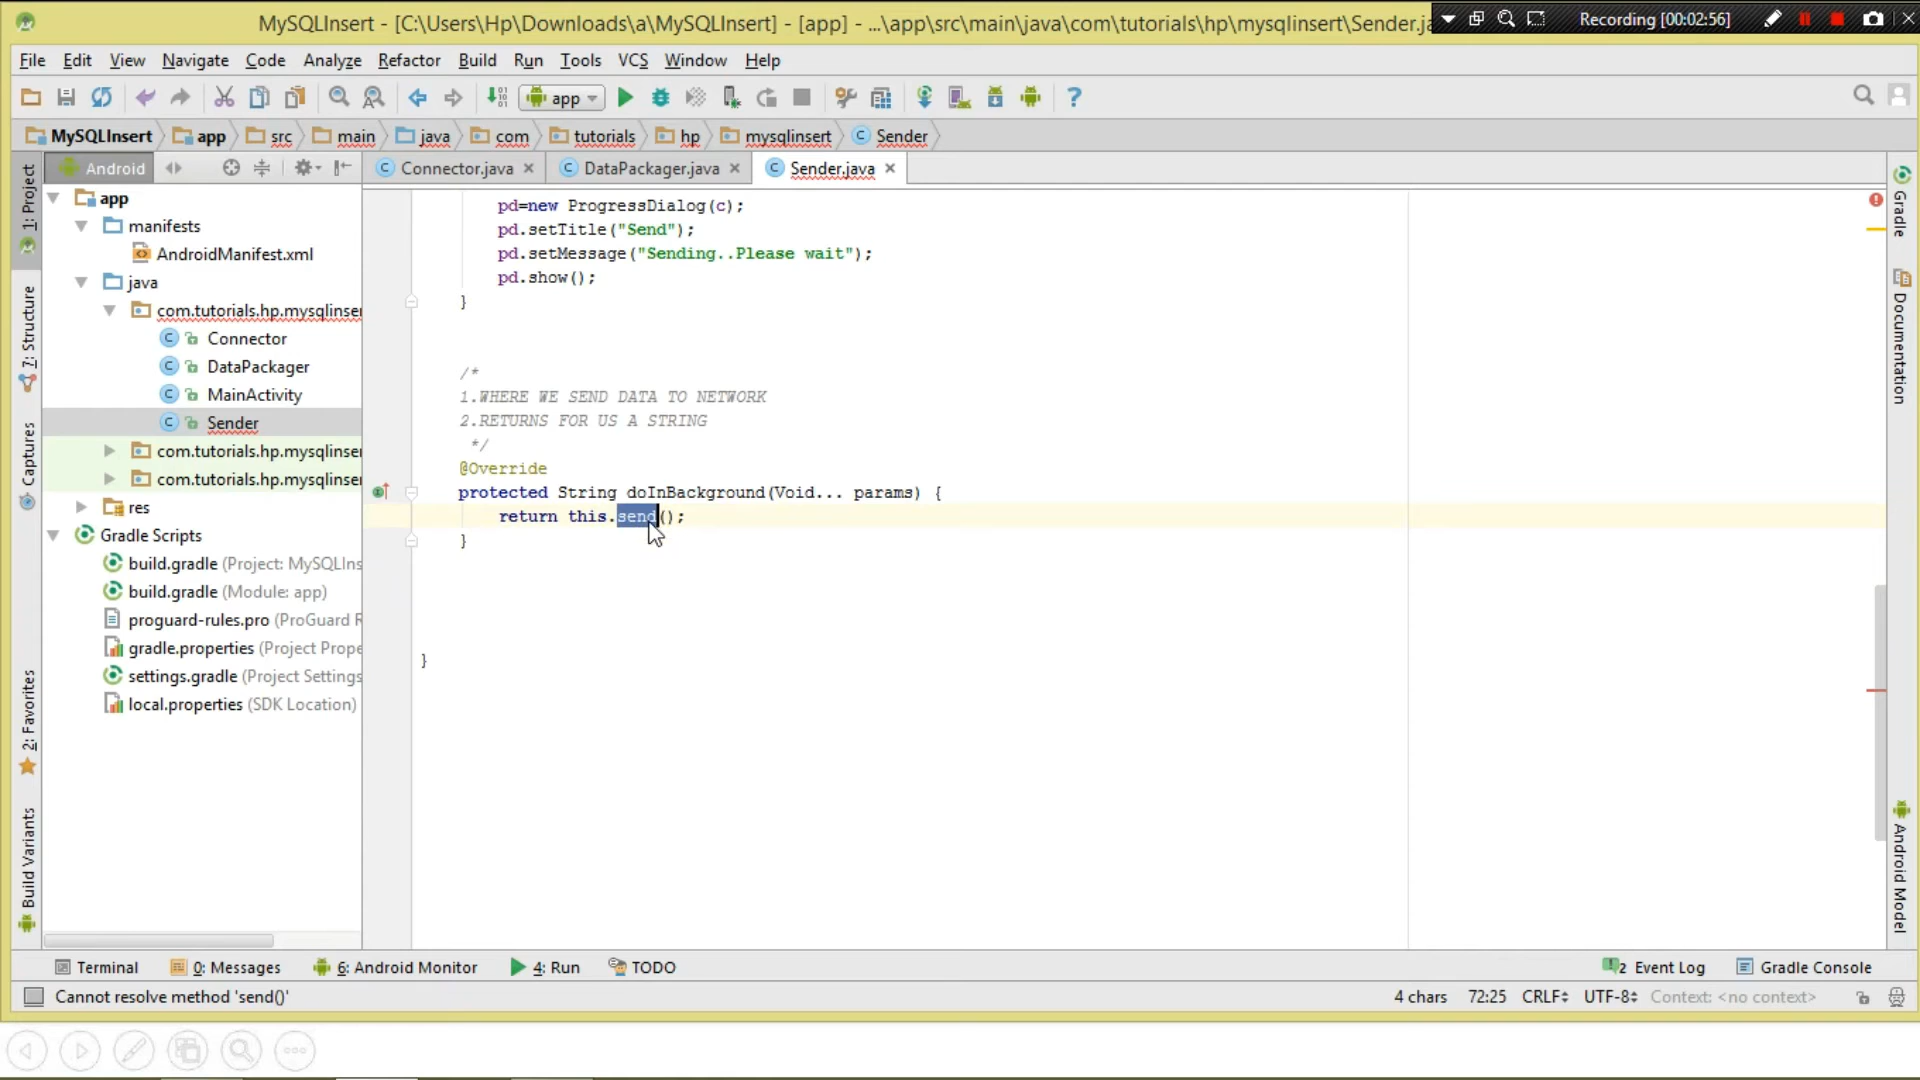 MySQLInsert - [C:\Users\Hp\Downloads\a\MySQLInsert] - [app] - ...\app\src\main\java\com\tutorials\hp\mysqlinsert\Sender.ja
Recording [00:02:56]
File Edit View Navigate Code Analyze Refactor Build Run Tools VCS Window Help
app
MySQLInsert app src main java com tutorials hp mysqlinsert Sender
Android Connector.java DataPackager.java Sender.java
1: Project
7: Structure
Captures
2: Favorites
Build Variants
app
manifests
AndroidManifest.xml
java
com.tutorials.hp.mysqlinser
Connector
DataPackager
MainActivity
Sender
com.tutorials.hp.mysqlinser
com.tutorials.hp.mysqlinser
res
Gradle Scripts
build.gradle (Project: MySQLIns
build.gradle (Module: app)
proguard-rules.pro (ProGuard R
gradle.properties (Project Prope
settings.gradle (Project Settings
local.properties (SDK Location)
pd=new ProgressDialog(c);
pd.setTitle("Send");
pd.setMessage("Sending..Please wait");
pd.show();
}
/*
1.WHERE WE SEND DATA TO NETWORK
2.RETURNS FOR US A STRING
*/
@Override
protected String doInBackground(Void... params) {
return this.send();
}
}
Gradle
Documentation
Android Model
Terminal 0: Messages 6: Android Monitor 4: Run TODO 2 Event Log Gradle Console
Cannot resolve method 'send()' 4 chars 72:25 CRLF UTF-8 Context: <no context>